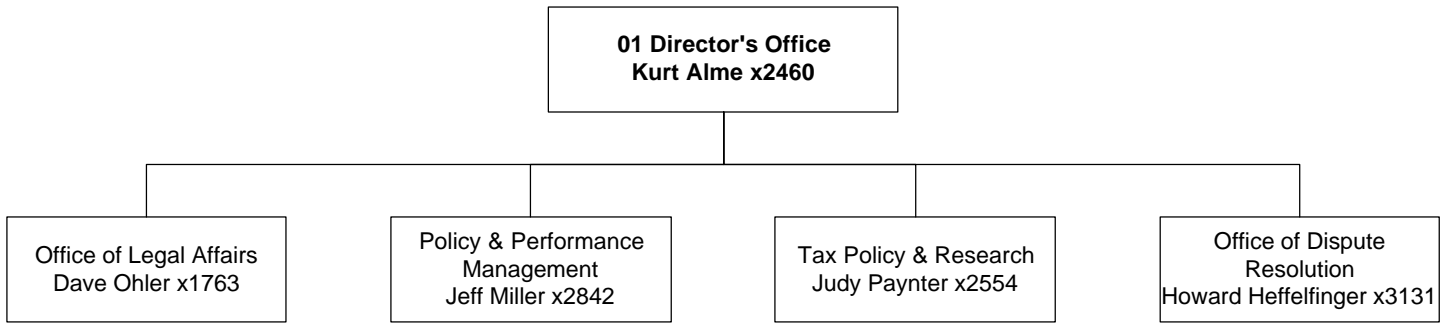 01 Director's Office
Kurt Alme x2460
Office of Legal Affairs
Dave Ohler x1763
Policy & Performance
Management
Jeff Miller x2842
Tax Policy & Research
Judy Paynter x2554
Office of Dispute
Resolution
Howard Heffelfinger x3131